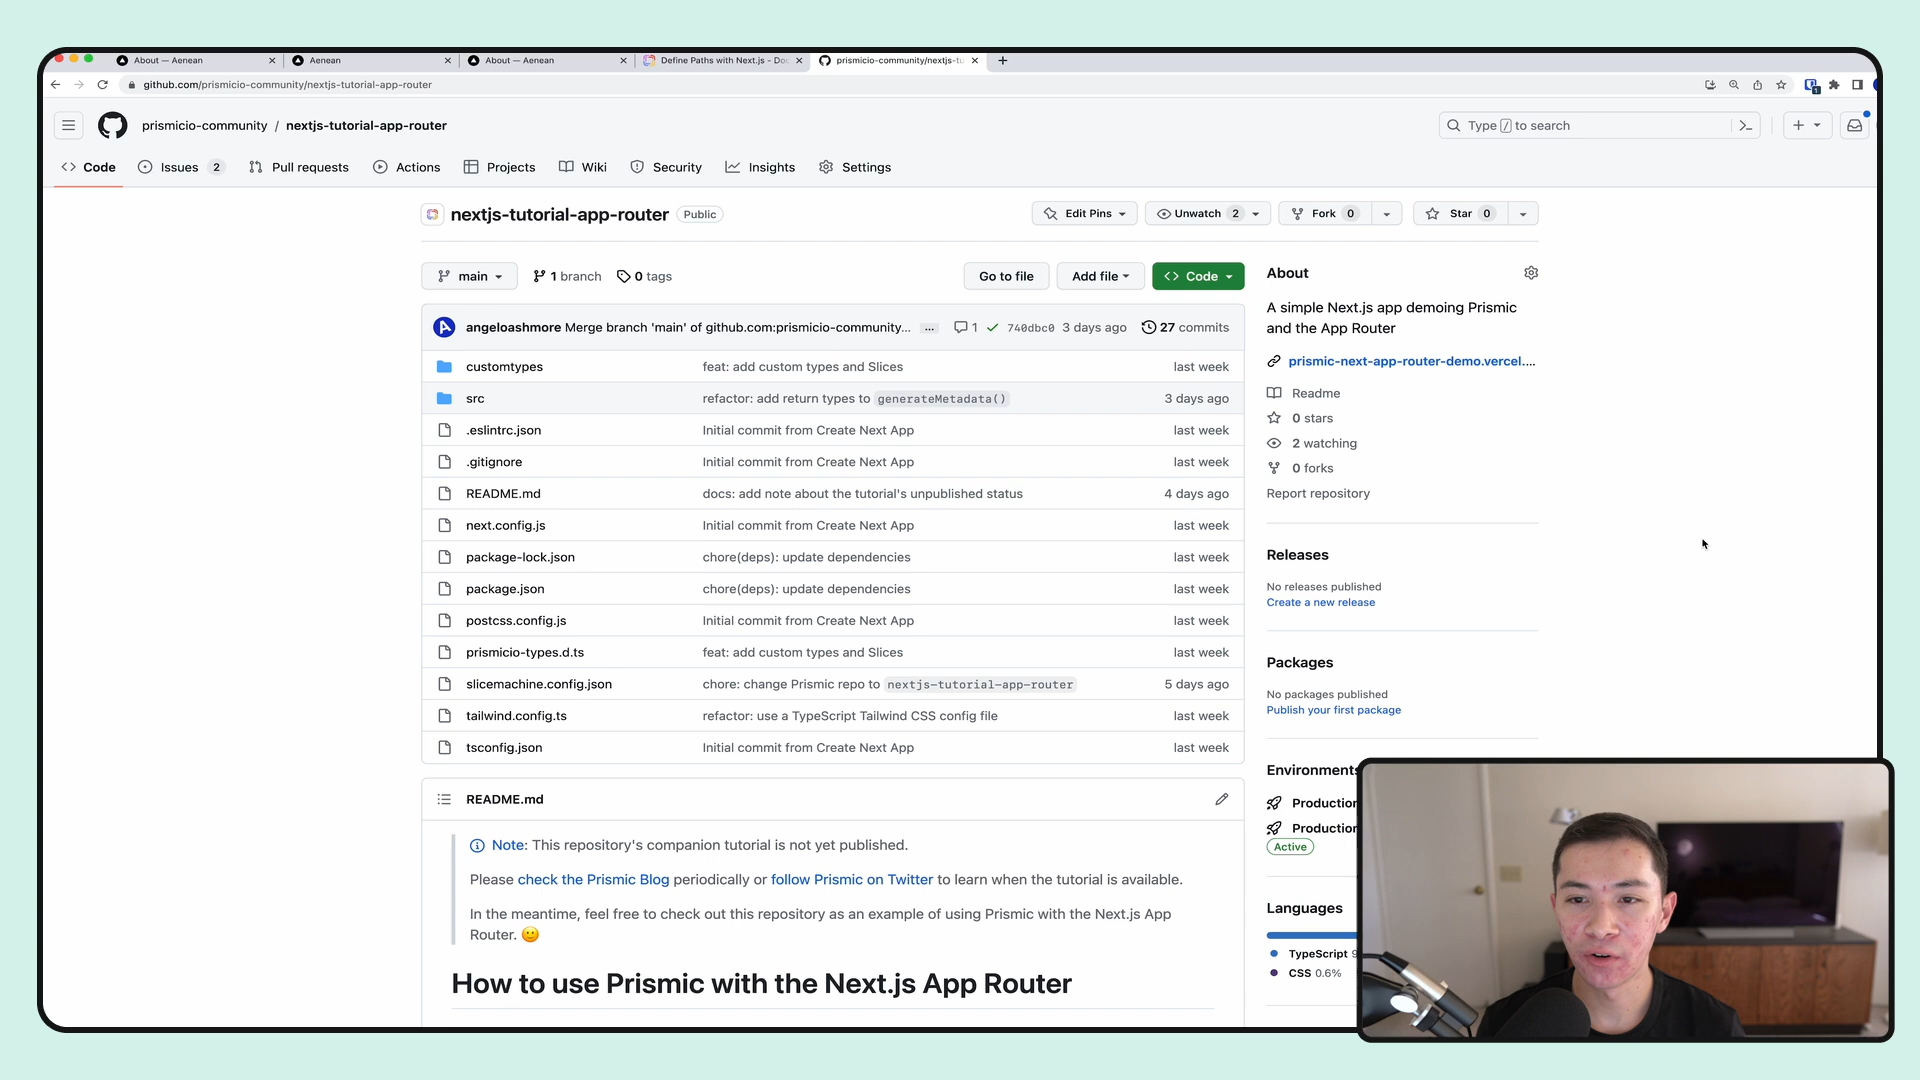 About — Aenean
Aenean
About — Aenean
Define Paths with Next.js - Do
prismicio-community/nextjs-tu
github.com/prismicio-community/nextjs-tutorial-app-router
prismicio-community / nextjs-tutorial-app-router
Type / to search
Code
Issues 2
Pull requests
Actions
Projects
Wiki
Security
Insights
Settings
nextjs-tutorial-app-router Public
Edit Pins
Unwatch 2
Fork 0
Star 0
main
1 branch
0 tags
Go to file
Add file
Code
angeloashmore Merge branch 'main' of github.com:prismicio-community... ... 1 740dbc0 3 days ago 27 commits
customtypes feat: add custom types and Slices last week
src refactor: add return types to generateMetadata() 3 days ago
.eslintrc.json Initial commit from Create Next App last week
.gitignore Initial commit from Create Next App last week
README.md docs: add note about the tutorial's unpublished status 4 days ago
next.config.js Initial commit from Create Next App last week
package-lock.json chore(deps): update dependencies last week
package.json chore(deps): update dependencies last week
postcss.config.js Initial commit from Create Next App last week
prismicio-types.d.ts feat: add custom types and Slices last week
slicemachine.config.json chore: change Prismic repo to nextjs-tutorial-app-router 5 days ago
tailwind.config.ts refactor: use a TypeScript Tailwind CSS config file last week
tsconfig.json Initial commit from Create Next App last week
README.md
Note: This repository's companion tutorial is not yet published.
Please check the Prismic Blog periodically or follow Prismic on Twitter to learn when the tutorial is available.
In the meantime, feel free to check out this repository as an example of using Prismic with the Next.js App
Router. 🙂
How to use Prismic with the Next.js App Router
About
A simple Next.js app demoing Prismic
and the App Router
prismic-next-app-router-demo.vercel....
Readme
0 stars
2 watching
0 forks
Report repository
Releases
No releases published
Create a new release
Packages
No packages published
Publish your first package
Environments
Production
Production
Active
Languages
TypeScript 9
CSS 0.6%